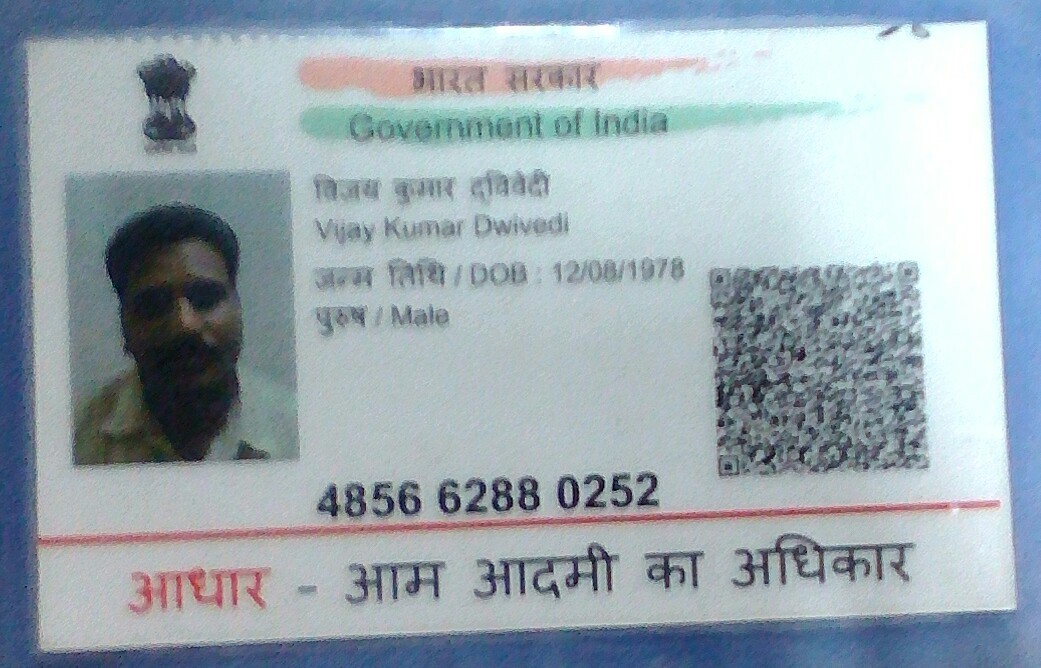 भारत सरकार
Government of India
विजय कुमार द्विवेदी
Vijay Kumar Dwivedi
जन्म तिथि / DOB : 12/08/1978
पुरुष / Male
4856 6288 0252
आधार - आम आदमी का अधिकार